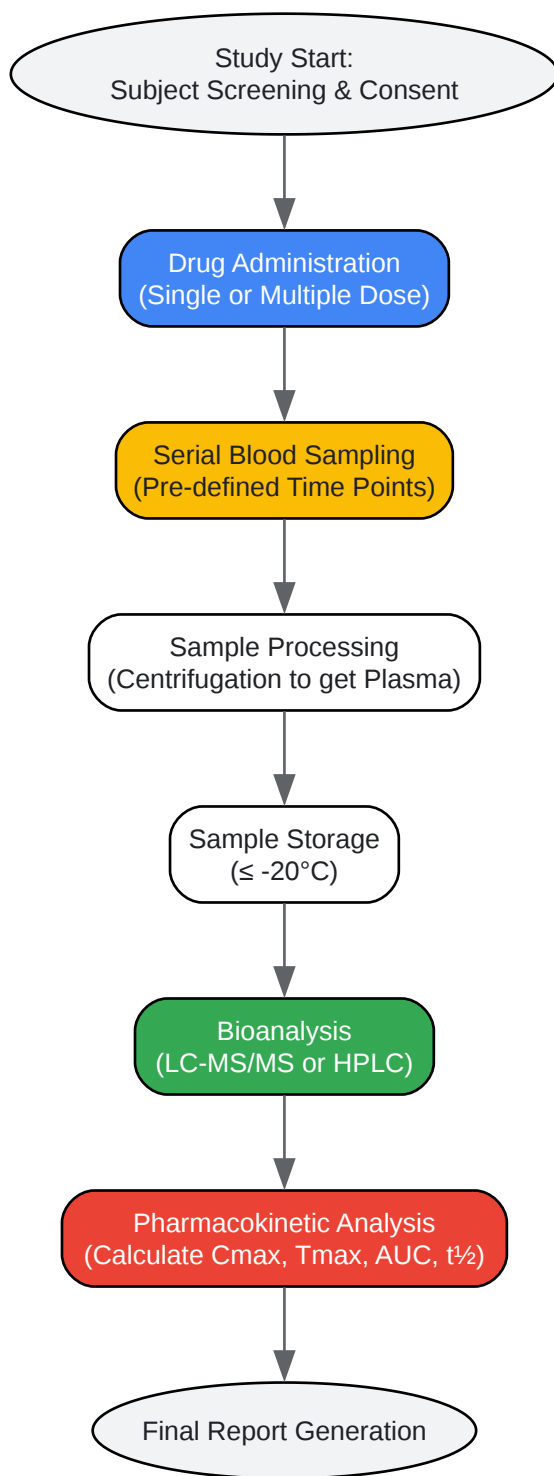 Study Start:
Subject Screening & Consent
Drug Administration
(Single or Multiple Dose)
Serial Blood Sampling
(Pre-defined Time Points)
Sample Processing
(Centrifugation to get Plasma)
Sample Storage
(≤ -20°C)
Bioanalysis
(LC-MS/MS or HPLC)
Pharmacokinetic Analysis
(Calculate Cmax, Tmax, AUC, t½)
Final Report Generation